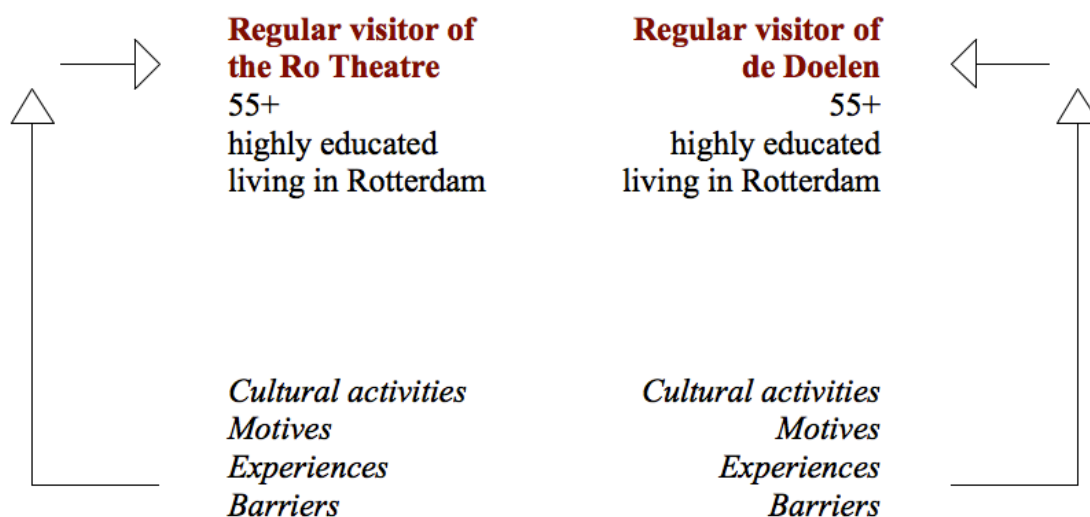 Regular visitor of
the Ro Theatre
55+
highly educated
living in Rotterdam
Regular visitor of
de Doelen
55+
highly educated
living in Rotterdam
Cultural activities
Motives
Experiences
Barriers
Cultural activities
Motives
Experiences
Barriers